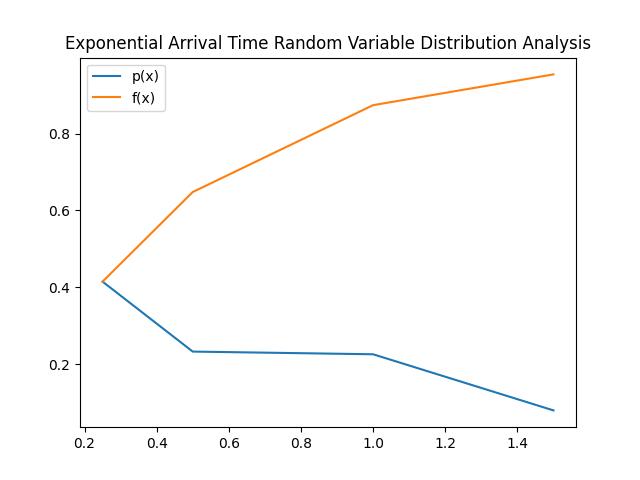 Exponential Arrival Time Random Variable Distribution Analysis
p(x)
f(x)
0.8
0.6
0.4
0.2
0.2 0.4 0.6 0.8 1.0 1.2 1.4